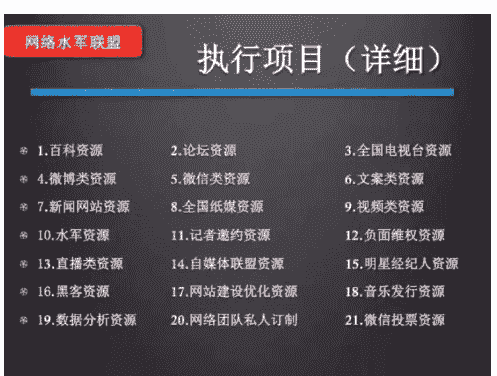 网络水军联盟
执行项目（详细）
1.百科资源 2.论坛资源 3.全国电视台资源
4.微博类资源 5.微信类资源 6.文案类资源
7.新闻网站资源 8.全国纸媒资源 9.视频类资源
10.水军资源 11.记者邀约资源 12.负面维权资源
13.直播类资源 14.自媒体联盟资源 15.明星经纪人资源
16.黑客资源 17.网站建设优化资源 18.音乐发行资源
19.数据分析资源 20.网络团队私人订制 21.微信投票资源